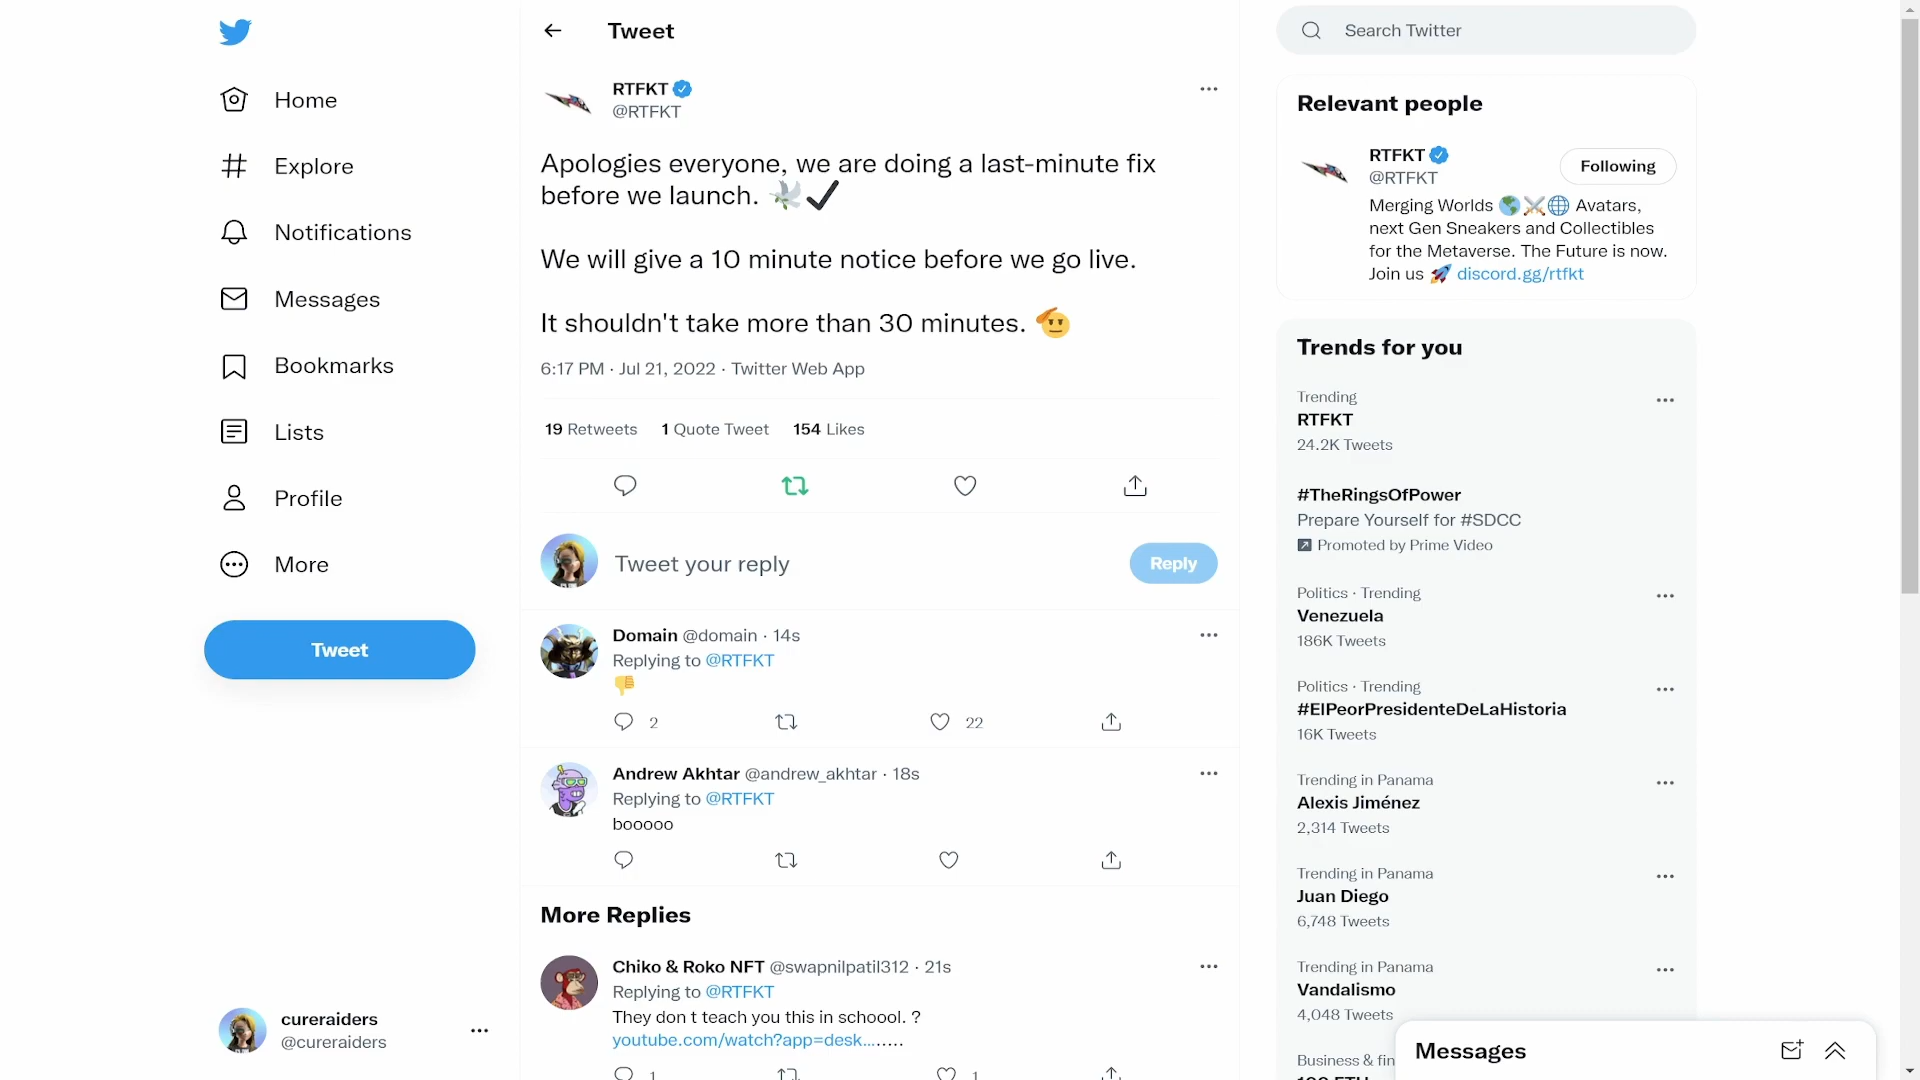 Home
Explore
Notifications
Messages
Bookmarks
Lists
Profile
More
Tweet
cureraiders
@cureraiders
Tweet
RTFKT
@RTFKT
Apologies everyone, we are doing a last-minute fix
before we launch. 🕊️✔️
We will give a 10 minute notice before we go live.
It shouldn't take more than 30 minutes. 🫡
6:17 PM · Jul 21, 2022 · Twitter Web App
19 Retweets 1 Quote Tweet 154 Likes
Tweet your reply
Reply
Domain @domain · 14s
Replying to @RTFKT
👎
2 22
Andrew Akhtar @andrew_akhtar · 18s
Replying to @RTFKT
booooo
More Replies
Chiko & Roko NFT @swapnilpatil312 · 21s
Replying to @RTFKT
They don t teach you this in schoool. ?
youtube.com/watch?app=desk….....
1 1
Search Twitter
Relevant people
RTFKT
@RTFKT
Following
Merging Worlds 🌎⚔️🌐 Avatars,
next Gen Sneakers and Collectibles
for the Metaverse. The Future is now.
Join us 🚀 discord.gg/rtfkt
Trends for you
Trending
RTFKT
24.2K Tweets
#TheRingsOfPower
Prepare Yourself for #SDCC
Promoted by Prime Video
Politics · Trending
Venezuela
186K Tweets
Politics · Trending
#ElPeorPresidenteDeLaHistoria
16K Tweets
Trending in Panama
Alexis Jiménez
2,314 Tweets
Trending in Panama
Juan Diego
6,748 Tweets
Trending in Panama
Vandalismo
4,048 Tweets
Business & fin
Messages